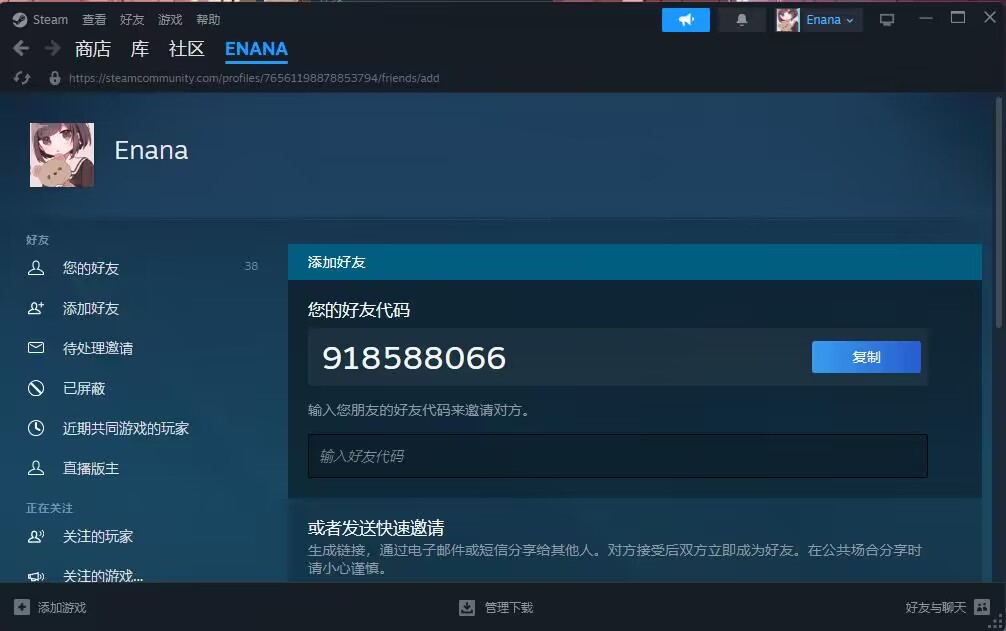 Steam 查看 好友 游戏 帮助 Enana
商店 库 社区 ENANA
https://steamcommunity.com/profiles/76561198878853794/friends/add
Enana
好友
您的好友 38
添加好友
待处理邀请
已屏蔽
近期共同游戏的玩家
直播版主
正在关注
关注的玩家
关注的游戏...
添加好友
您的好友代码
918588066 复制
输入您朋友的好友代码来邀请对方。
输入好友代码
或者发送快速邀请
生成链接，通过电子邮件或短信分享给其他人。对方接受后双方立即成为好友。在公共场合分享时
请小心谨慎。
添加游戏 管理下载 好友与聊天